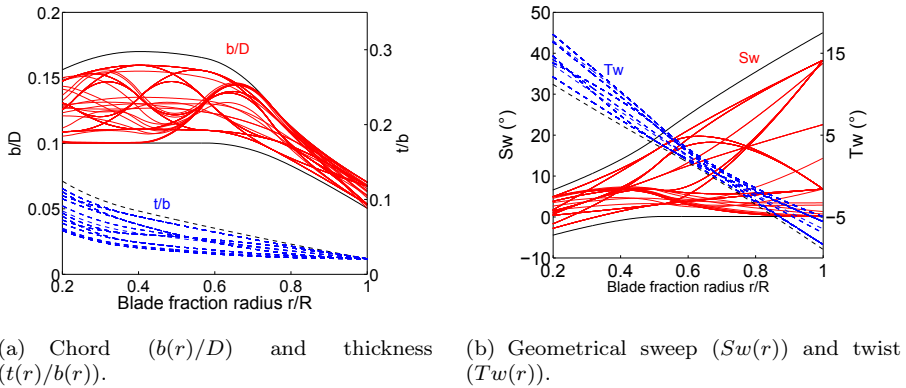 0.2
0.15
0.1
0.05
0
b/D
b/D
t/b
0.3
0.2
0.1
0
t/b
0.2 0.4 0.6 0.8 1
Blade fraction radius r/R
50
40
30
20
10
0
−10
Sw (°)
Tw
Sw
15
5
−5
Tw (°)
0.2 0.4 0.6 0.8 1
Blade fraction radius r/R
(a) Chord (b(r)/D) and thickness
(t(r)/b(r)).
(b) Geometrical sweep (Sw(r)) and twist
(Tw(r)).